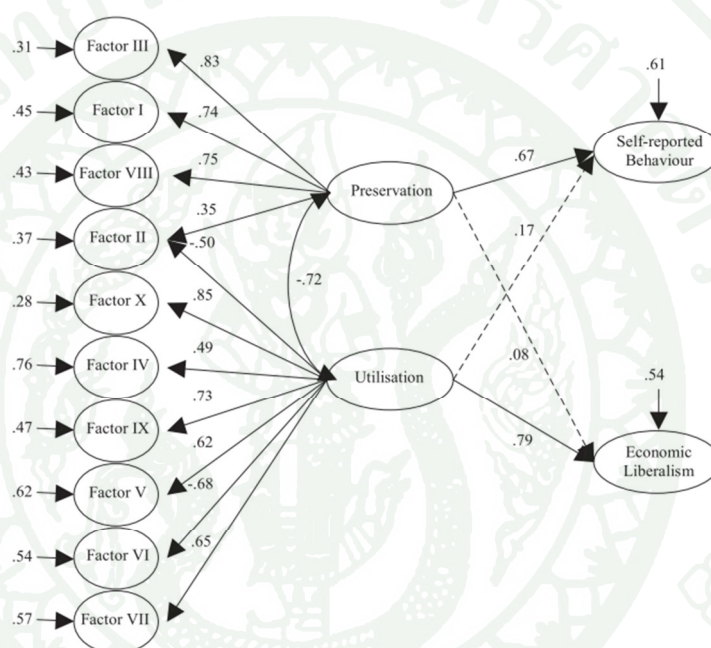 .31
Factor III
.83
.61
.45
Factor I
.74
Self-reported
Behaviour
.67
.43
Factor VIII
.75
Preservation
.35
.37
Factor II
-.50
.17
-.72
.28
Factor X
.85
.49
.08
.76
Factor IV
Utilisation
.54
.73
.47
Factor IX
.62
.79
Economic
Liberalism
.62
Factor V
-.68
.54
Factor VI
.65
.57
Factor VII